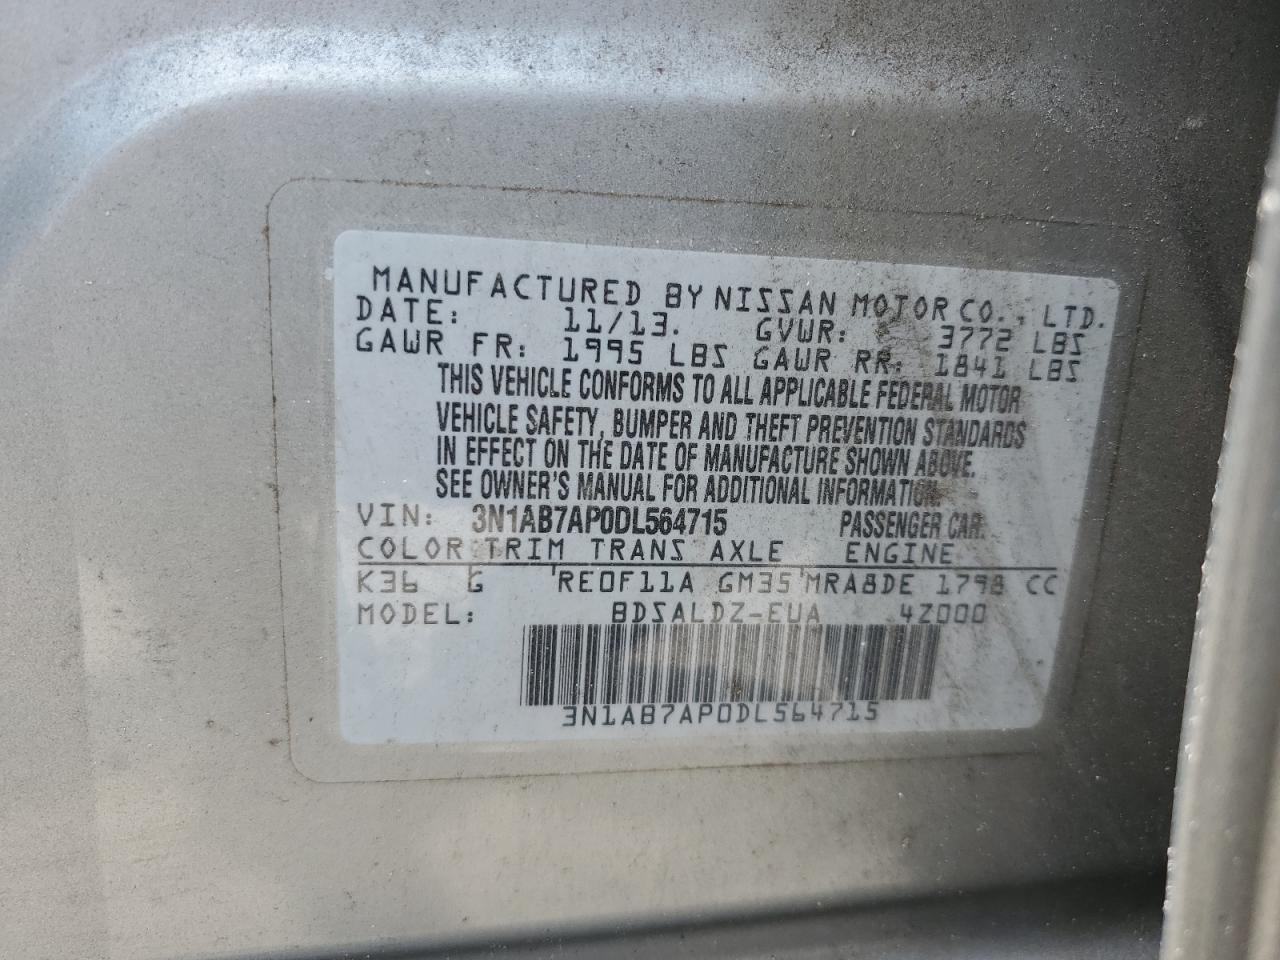 MANUFACTURED BY NISSAN MOTOR CO., LTD.
DATE: 11/13. GVWR: 3772 LBS
GAWR FR: 1995 LBS GAWR RR: 1841 LBS
THIS VEHICLE CONFORMS TO ALL APPLICABLE FEDERAL MOTOR
VEHICLE SAFETY, BUMPER AND THEFT PREVENTION STANDARDS
IN EFFECT ON THE DATE OF MANUFACTURE SHOWN ABOVE.
SEE OWNER'S MANUAL FOR ADDITIONAL INFORMATION.
VIN: 3N1AB7AP0DL564715 PASSENGER CAR.
COLOR TRIM TRANS AXLE ENGINE
K36 G RE0F11A GM35 MRA8DE 1798 CC
MODEL: BDSALDZ-EUA 4Z000
3N1AB7AP0DL564715